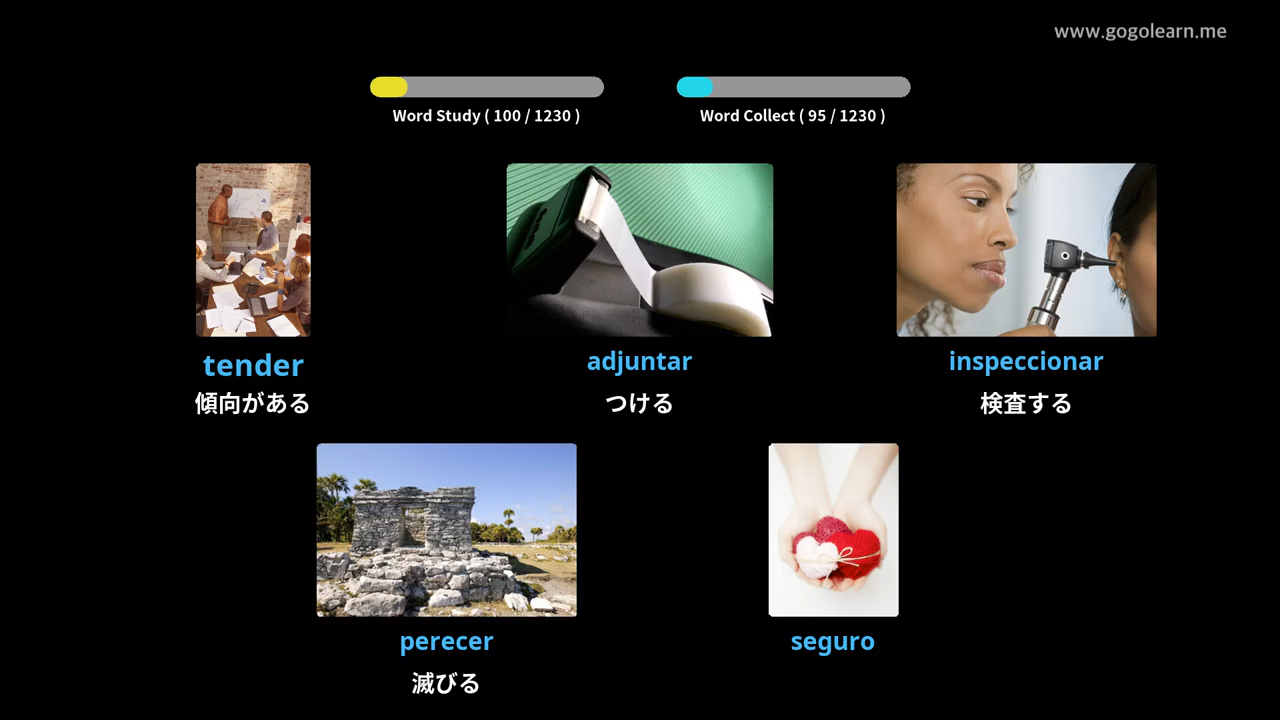 www.gogolearn.me
Word Study ( 100 / 1230 )
Word Collect ( 95 / 1230 )
tender
傾向がある
adjuntar
つける
inspeccionar
検査する
perecer
滅びる
seguro